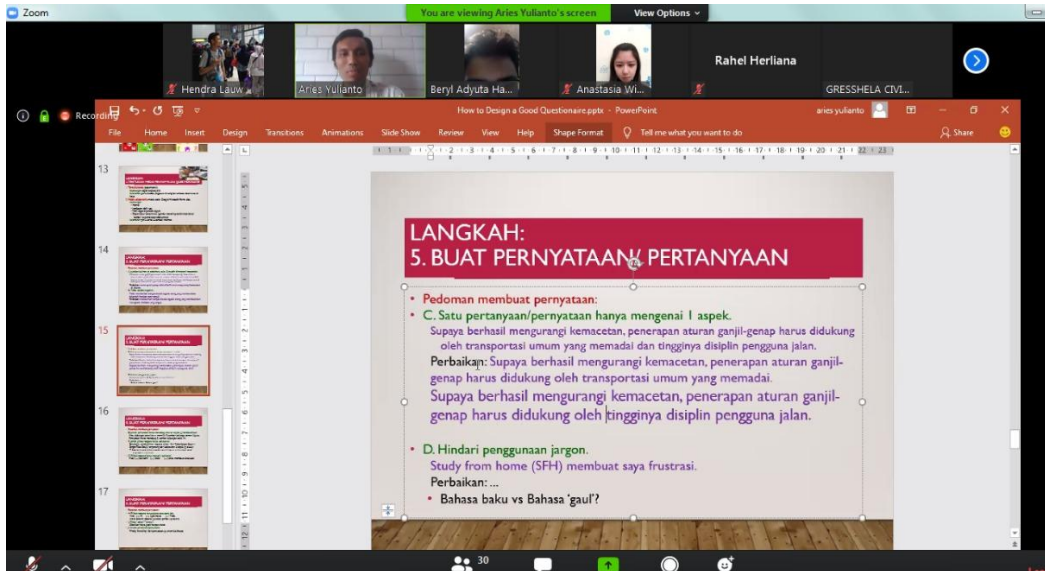 Zoom
You are viewing Aries Yulianto's screen
View Options
Hendra Lauw
Aries Yulianto
Beryl Adyuta Ha...
Anastasia Wi...
Rahel Herliana
GRESSHELA CIVI...
Recording
How to Design a Good Questionaire.pptx - PowerPoint
aries yulianto
File Home Insert Design Transitions Animations Slide Show Review View Help Shape Format Tell me what you want to do Share
13
14
15
16
17
LANGKAH:
5. BUAT PERNYATAAN/ PERTANYAAN
• Pedoman membuat pernyataan:
• C. Satu pertanyaan/pernyataan hanya mengenai 1 aspek.
Supaya berhasil mengurangi kemacetan, penerapan aturan ganjil-genap harus didukung
oleh transportasi umum yang memadai dan tingginya disiplin pengguna jalan.
Perbaikan: Supaya berhasil mengurangi kemacetan, penerapan aturan ganjil-
genap harus didukung oleh transportasi umum yang memadai.
Supaya berhasil mengurangi kemacetan, penerapan aturan ganjil-
genap harus didukung oleh tingginya disiplin pengguna jalan.
• D. Hindari penggunaan jargon.
Study from home (SFH) membuat saya frustrasi.
Perbaikan: ...
• Bahasa baku vs Bahasa 'gaul'?
30